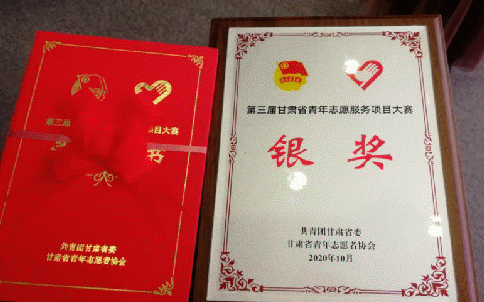 第三届
项目大赛
书
共青团甘肃省委
甘肃省青年志愿者协会
第三届甘肃省青年志愿服务项目大赛
银奖
共青团甘肃省委
甘肃省青年志愿者协会
2020年10月